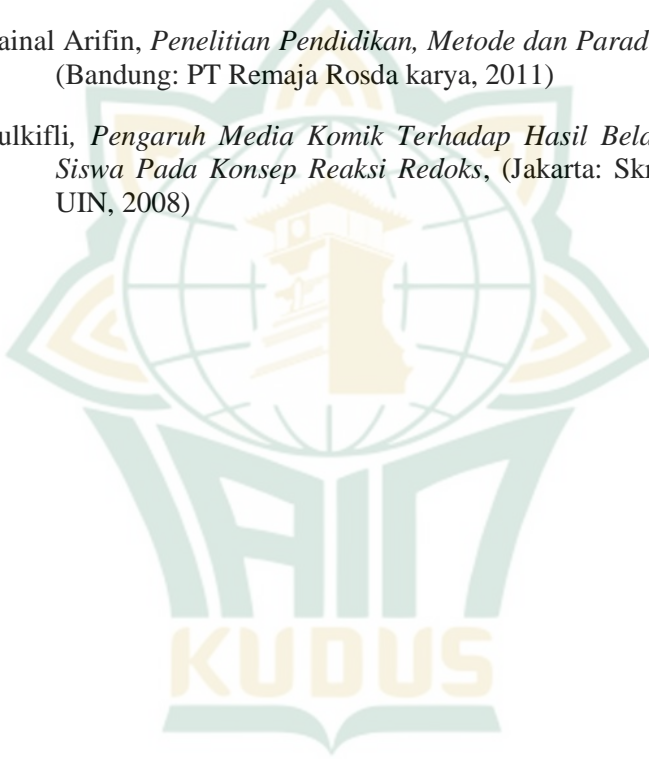 ainal Arifin, Penelitian Pendidikan, Metode dan Parad
(Bandung: PT Remaja Rosda karya, 2011)
ulkifli, Pengaruh Media Komik Terhadap Hasil Bela
Siswa Pada Konsep Reaksi Redoks, (Jakarta: Skr
UIN, 2008)
IAIN
KUDUS